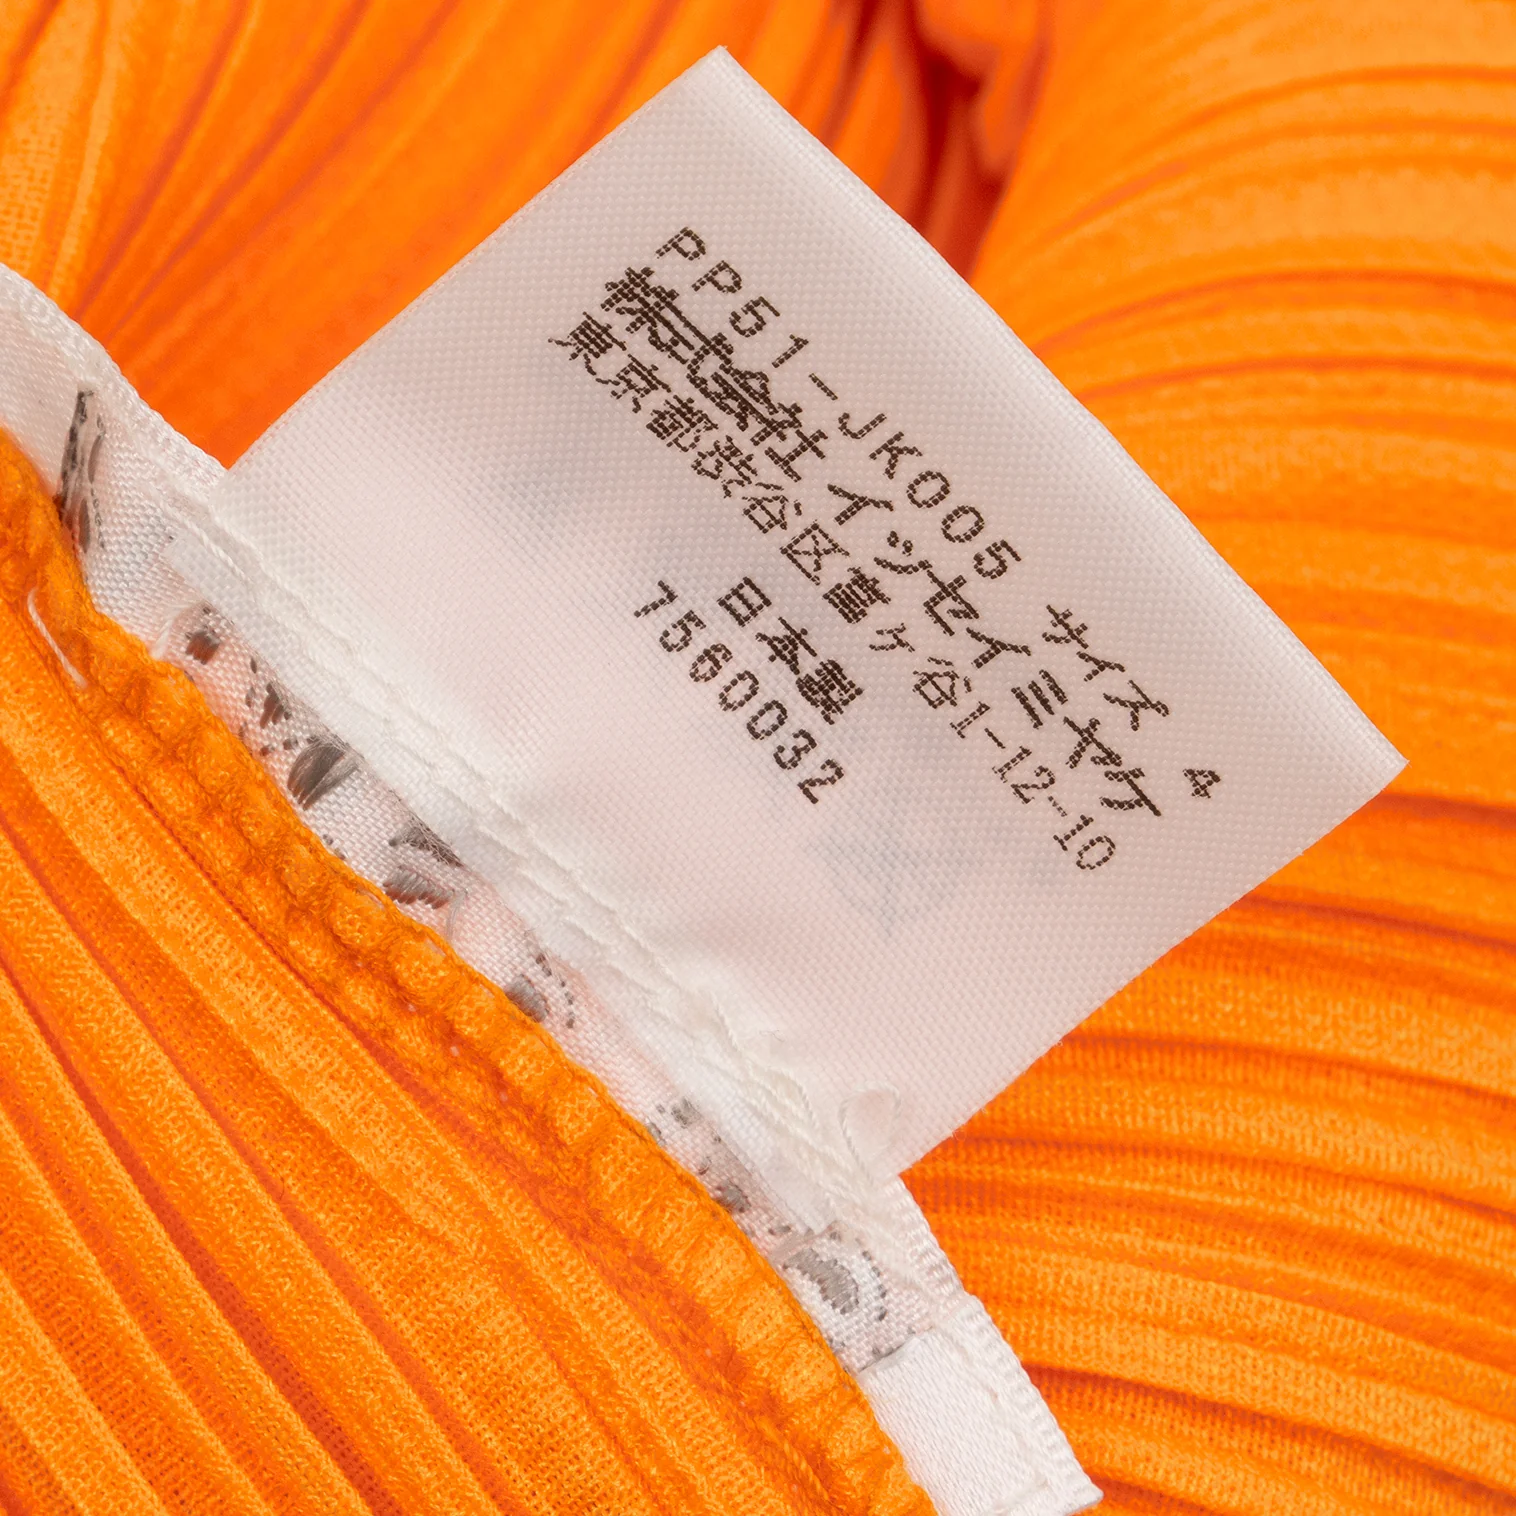 PP51-JK005 サイズ 4
株式会社 イッセイミヤケ
東京都渋谷区富ヶ谷1-12-10
日本製
1560032